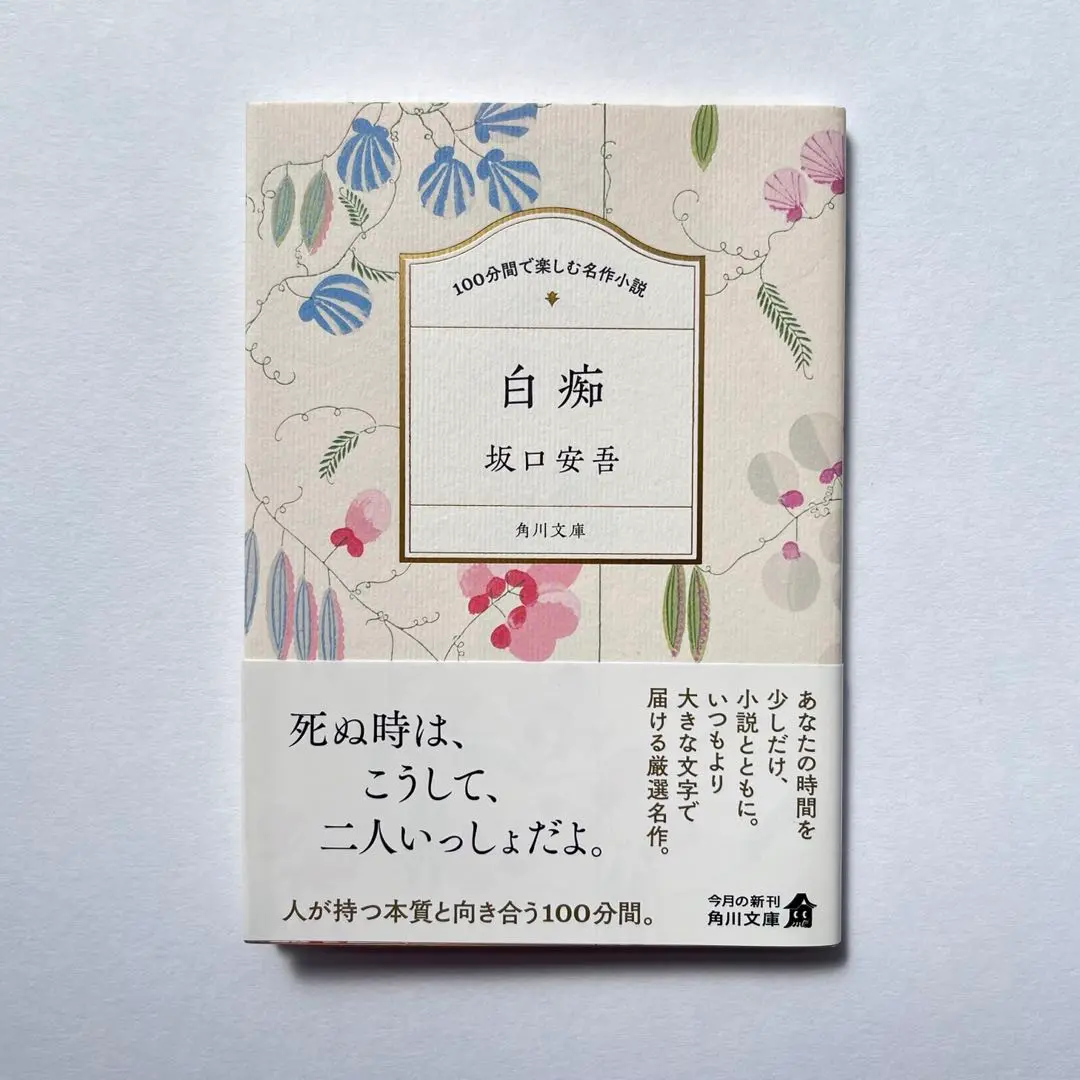 100分間で楽しむ名作小説
白痴
坂口安吾
角川文庫
死ぬ時は、
こうして、
二人いっしょだよ。
あなたの時間を
少しだけ、
小説とともに。
いつもより
大きな文字で
届ける厳選名作。
人が持つ本質と向き合う100分間。
今月の新刊
角川文庫